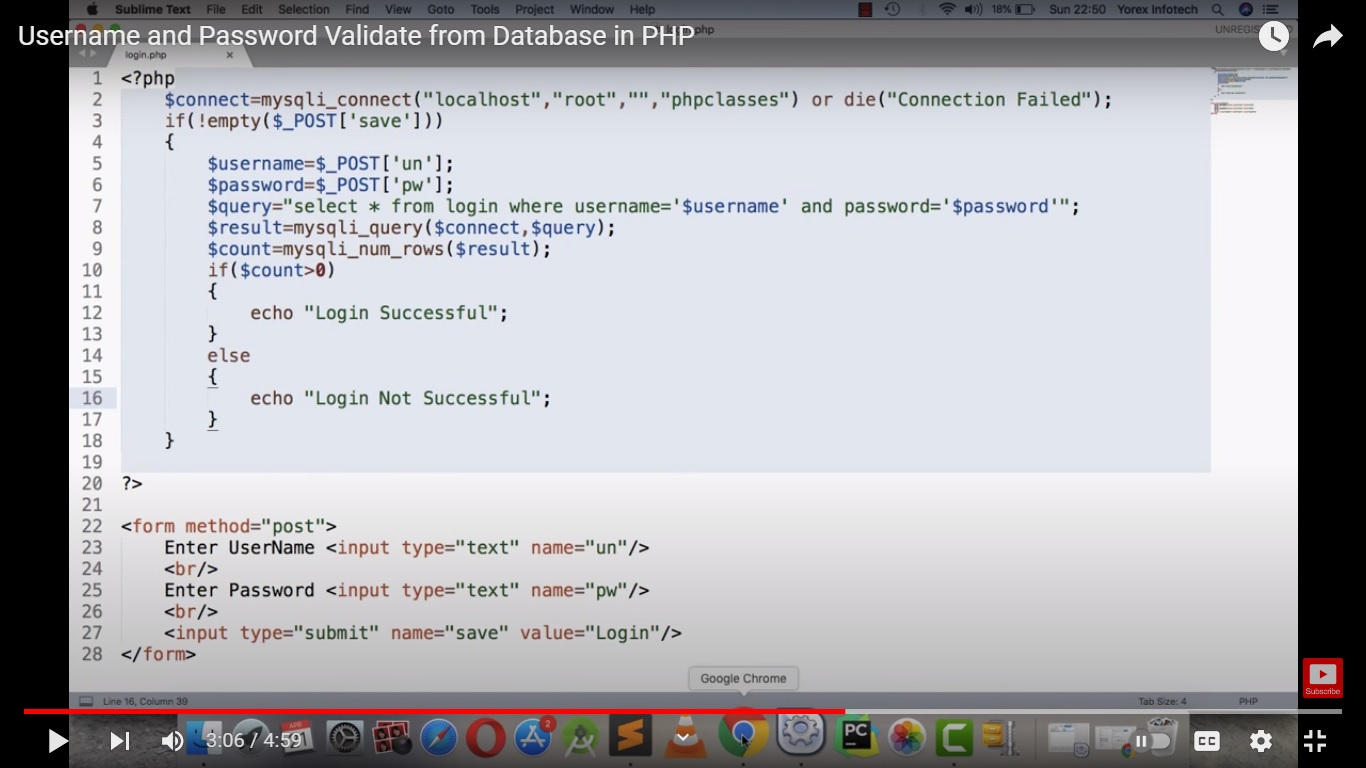 Sublime Text File Edit Selection Find View Goto Tools Project Window Help 18% Sun 22:50 Yorex Infotech
Username and Password Validate from Database in PHP
login.php
1 <?php
2 $connect=mysqli_connect("localhost","root","","phpclasses") or die("Connection Failed");
3 if(!empty($_POST['save']))
4 {
5 $username=$_POST['un'];
6 $password=$_POST['pw'];
7 $query="select * from login where username='$username' and password='$password'";
8 $result=mysqli_query($connect,$query);
9 $count=mysqli_num_rows($result);
10 if($count>0)
11 {
12 echo "Login Successful";
13 }
14 else
15 {
16 echo "Login Not Successful";
17 }
18 }
19
20 ?>
21
22 <form method="post">
23 Enter UserName <input type="text" name="un"/>
24 <br/>
25 Enter Password <input type="text" name="pw"/>
26 <br/>
27 <input type="submit" name="save" value="Login"/>
28 </form>
Google Chrome
Subscribe
Line 16, Column 39 Tab Size: 4 PHP
3:06 / 4:59
APR
2
PC
CC